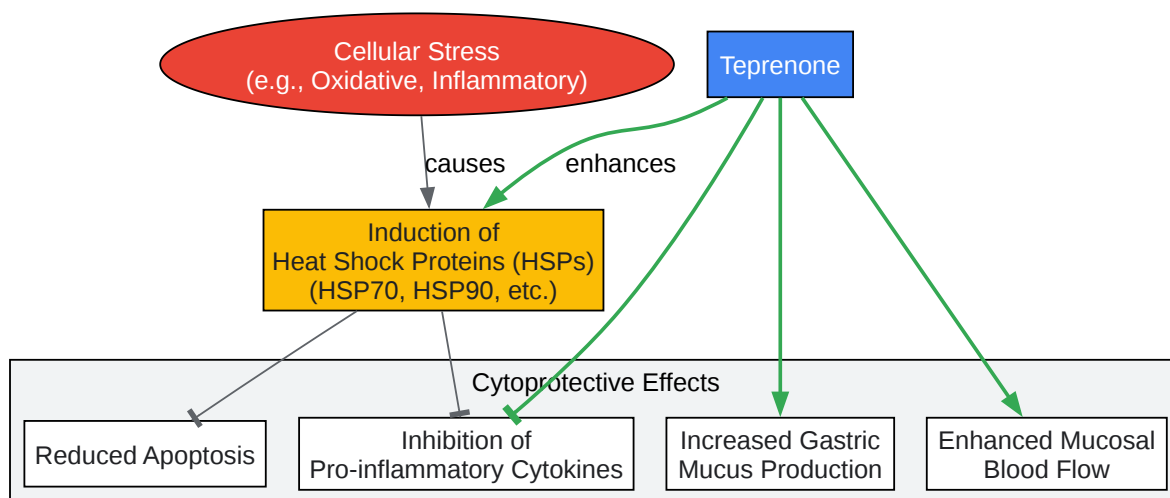 Cellular Stress
(e.g., Oxidative, Inflammatory)
Teprenone
causes
enhances
Induction of
Heat Shock Proteins (HSPs)
(HSP70, HSP90, etc.)
Cytoprotective Effects
Reduced Apoptosis
Inhibition of
Pro-inflammatory Cytokines
Increased Gastric
Mucus Production
Enhanced Mucosal
Blood Flow